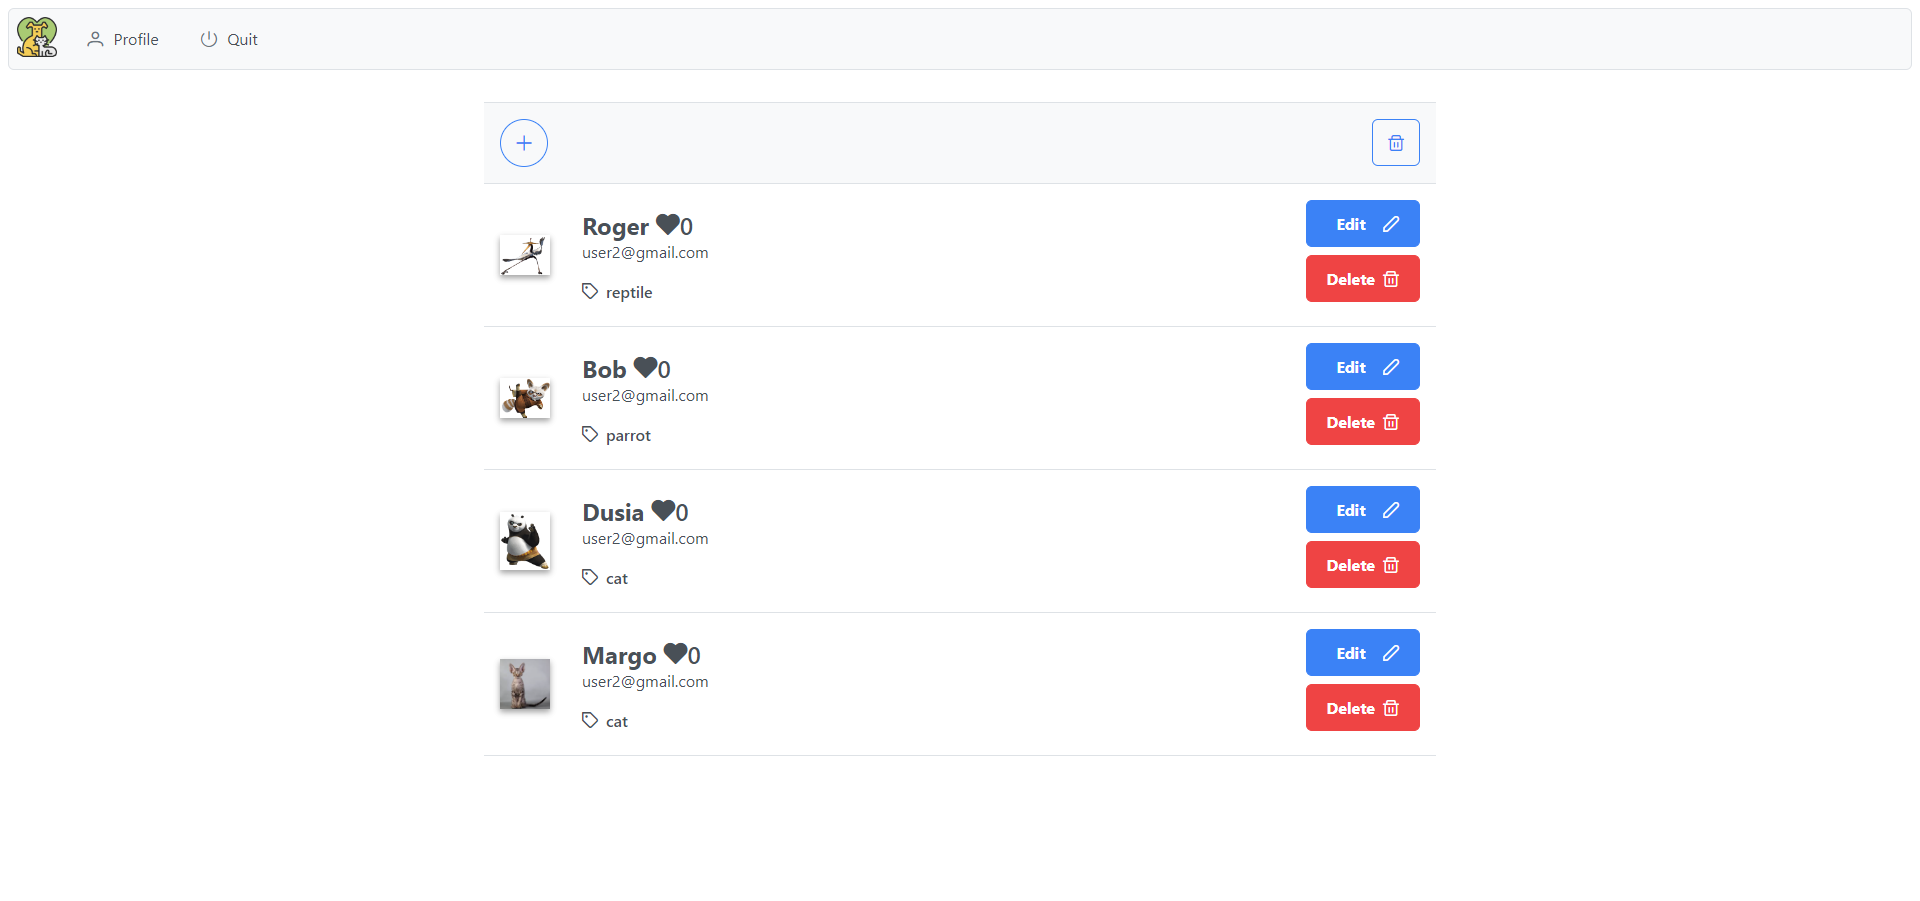 Profile
Quit
Roger 0
user2@gmail.com
reptile
Edit
Delete
Bob 0
user2@gmail.com
parrot
Edit
Delete
Dusia 0
user2@gmail.com
cat
Edit
Delete
Margo 0
user2@gmail.com
cat
Edit
Delete